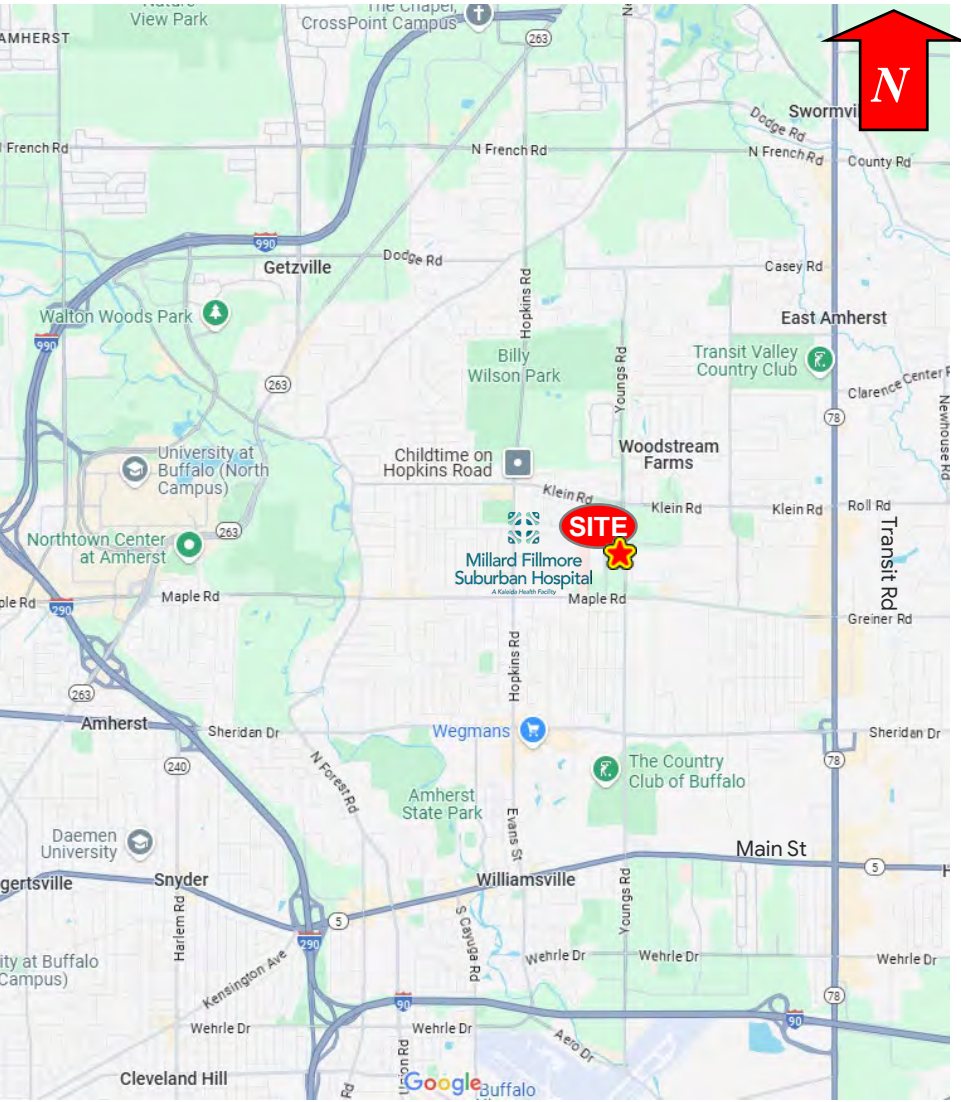 View Park
The Chapel,
CrossPoint Campus
263
N
AMHERST
Swormvil
Dodge Rd
French Rd
N French Rd
N French Rd
County Rd
990
Getzville
Dodge Rd
Casey Rd
Hopkins Rd
Walton Woods Park
East Amherst
990
Billy
Wilson Park
Youngs Rd
Transit Valley
Country Club
263
Clarence Center R
78
Newhouse Rd
University at
Buffalo (North
Campus)
Childtime on
Hopkins Road
Woodstream
Farms
Klein Rd
Klein Rd
Klein Rd
Roll Rd
SITE
263
Northtown Center
at Amherst
Millard Fillmore
Suburban Hospital
A Kaleida Health Facility
Transit Rd
ple Rd
290
Maple Rd
Maple Rd
Greiner Rd
Hopkins Rd
263
Amherst
Sheridan Dr
Wegmans
Sheridan Dr
240
N Forest Rd
78
The Country
Club of Buffalo
Amherst
State Park
Evans St
Daemen
University
Main St
5
gertsville
Snyder
Williamsville
Harlem Rd
5
290
S Cayuga Rd
Youngs Rd
ity at Buffalo
Campus)
Kensington Ave
Wehrle Dr
Wehrle Dr
Wehrle Dr
78
90
90
Wehrle Dr
Wehrle Dr
Aero Dr
Union Rd
Cleveland Hill
Rd
Google
Buffalo